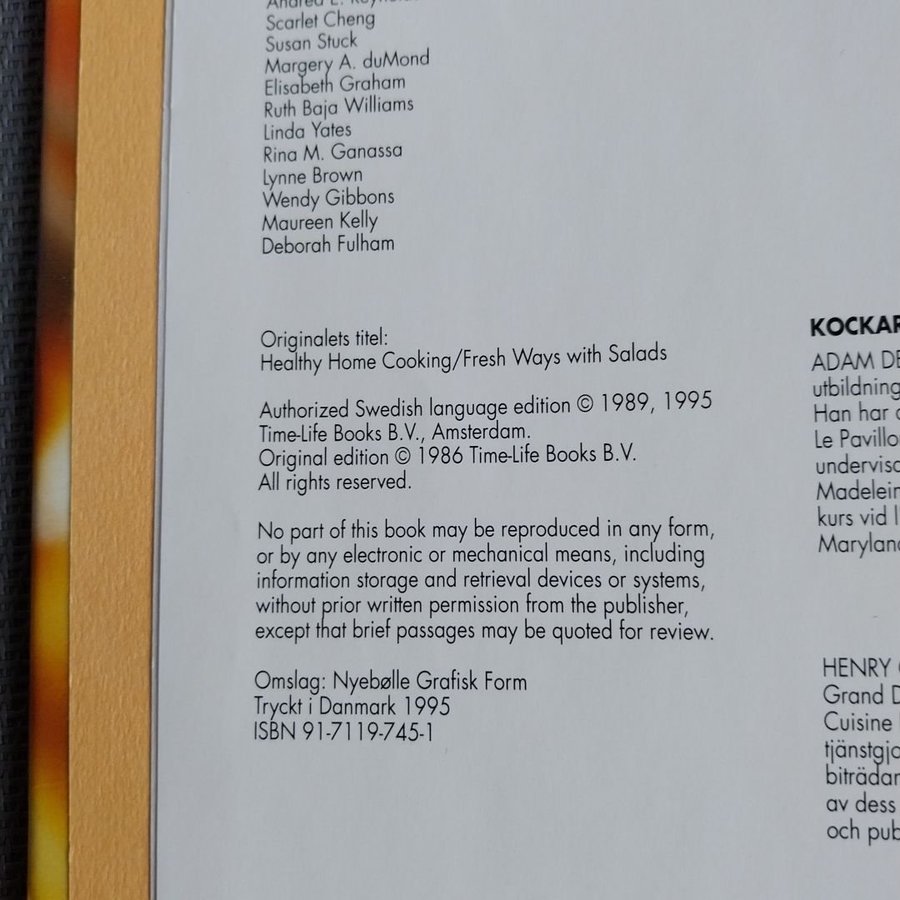 Scarlet Cheng
Susan Stuck
Margery A. duMond
Elisabeth Graham
Ruth Baja Williams
Linda Yates
Rina M. Ganassa
Lynne Brown
Wendy Gibbons
Maureen Kelly
Deborah Fulham
Originalets titel:
Healthy Home Cooking/Fresh Ways with Salads
Authorized Swedish language edition © 1989, 1995
Time-Life Books B.V., Amsterdam.
Original edition © 1986 Time-Life Books B.V.
All rights reserved.
No part of this book may be reproduced in any form,
or by any electronic or mechanical means, including
information storage and retrieval devices or systems,
without prior written permission from the publisher,
except that brief passages may be quoted for review.
Omslag: Nyebølle Grafisk Form
Tryckt i Danmark 1995
ISBN 91-7119-745-1
ADAM
utbildning
Han har
Le
kurs vid
HENRY
Grand
Cuisine
av dess
och